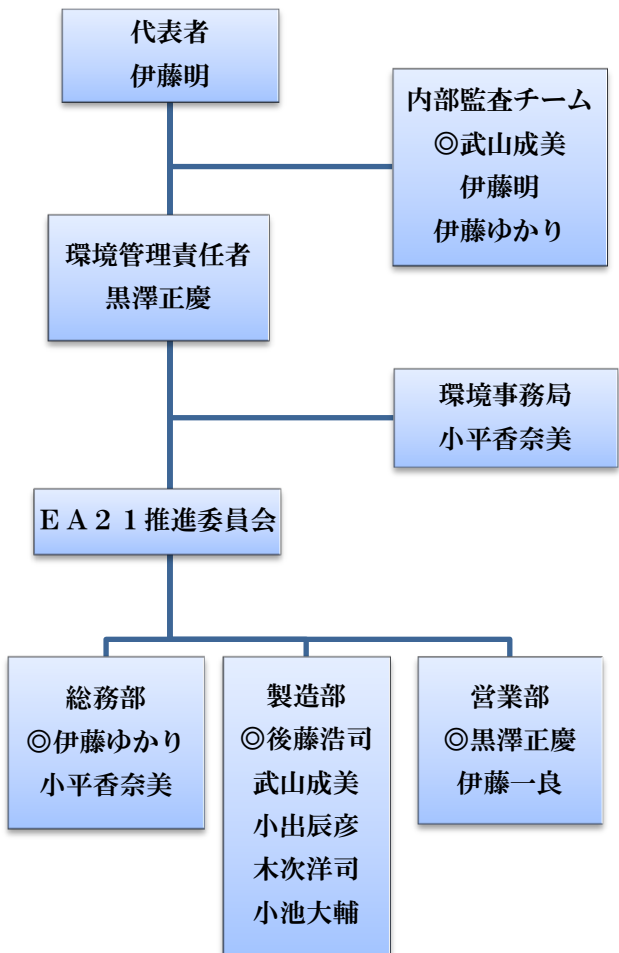 代表者
伊藤明
内部監査チーム
◎武山成美
伊藤明
伊藤ゆかり
環境管理責任者
黒澤正慶
環境事務局
小平香奈美
ＥＡ２１推進委員会
総務部
◎伊藤ゆかり
小平香奈美
製造部
◎後藤浩司
武山成美
小出辰彦
木次洋司
小池大輔
営業部
◎黒澤正慶
伊藤一良